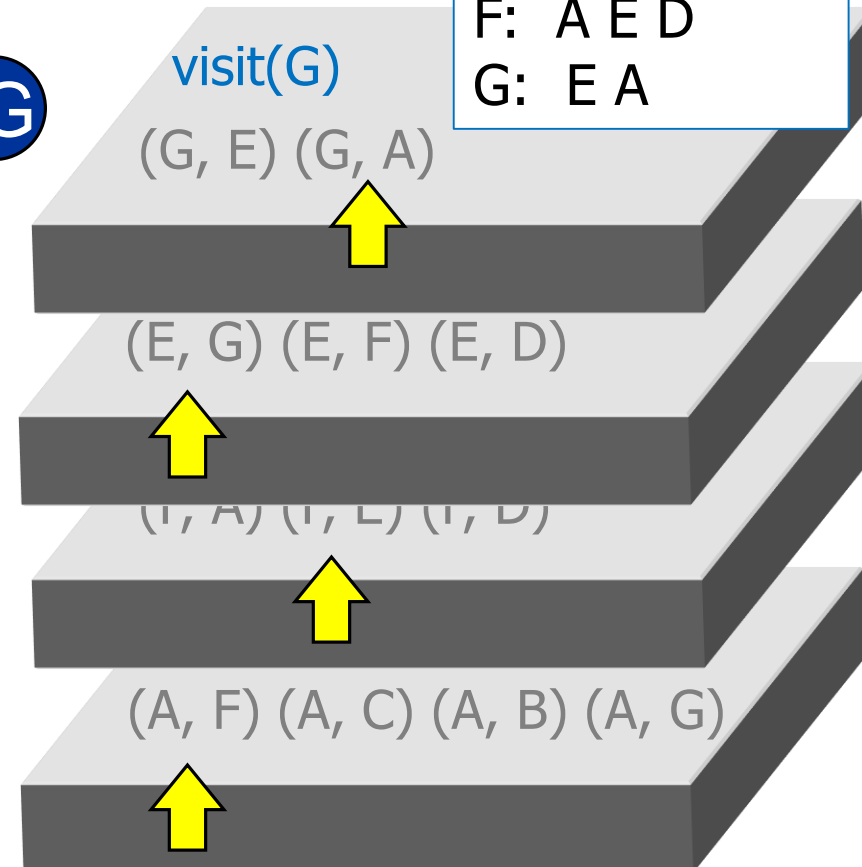 F: A E D
visit(G)
G: E A
G
(G, E) (G, A)
(E, G) (E, F) (E, D)
(F, A) (F, E) (F, D)
(A, F) (A, C) (A, B) (A, G)